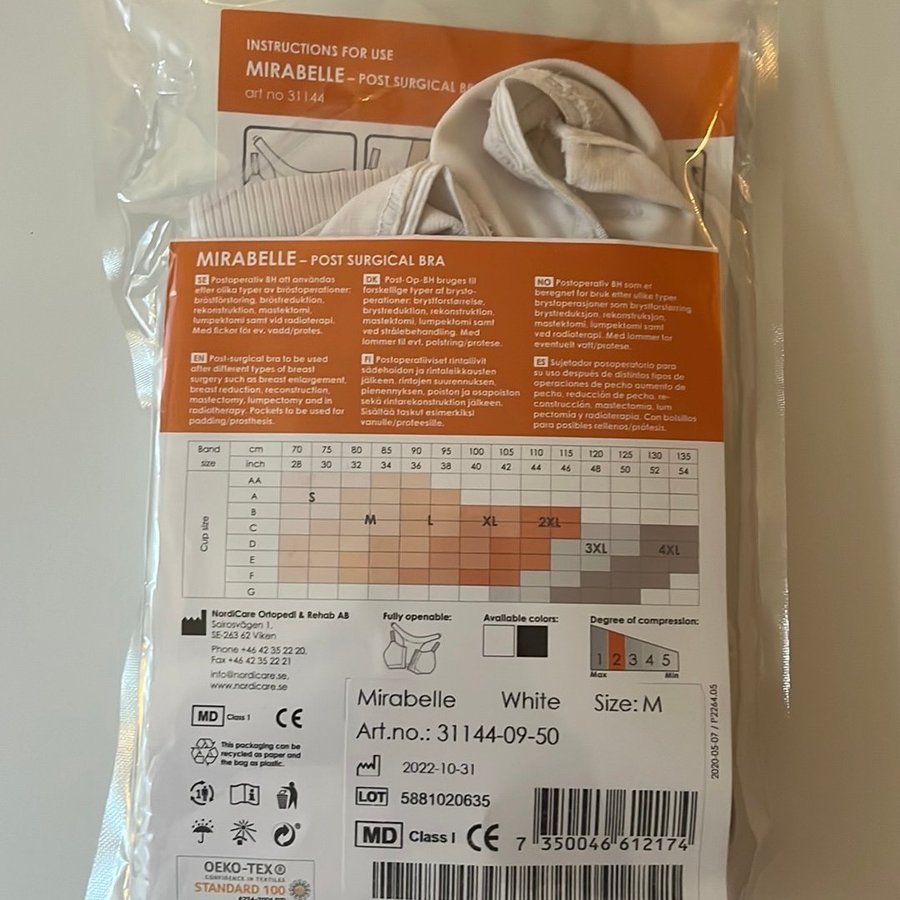 INSTRUCTIONS FOR USE
MIRABELLE – POST SURGICAL
art no 31144
MIRABELLE – POST SURGICAL BRA
SE Postoperativ BH att användas
efter olika typer av bröstoperationer:
bröstförstoring, bröstreduktion,
rekonstruktion, mastektomi,
lumpektomi samt vid radioterapi.
Med fickor för ev. vadd/protes.
DK Post-Op-BH bruges til
forskellige typer af brysto-
perationer: brystforstørrelse,
brystreduktion, rekonstruktion,
mastektomi, lumpektomi samt
ved strålebehandling. Med
lommer til evt. polstring/protese.
NO Postoperativ BH som er
beregnet for bruk etter ulike typer
brystoperasjoner som brystforstørring
brystreduksjon, rekonstruksjon,
mastektomi, lumpektomi samt
ved radioterapi. Med lommer for
eventuelt vatt/protese.
EN Post-surgical bra to be used
after different types of breast
surgery such as breast enlargement,
breast reduction, reconstruction,
mastectomy, lumpectomy and in
radiotherapy. Pockets to be used for
padding/prosthesis.
FI Postoperatiiviset rintaliivit
sädehoidon ja rintaleikkausten
jälkeen, rintojen suurennuksen,
pienennyksen, poiston ja osapoiston
sekä rintarekonstruktion jälkeen.
Sisältää taskut esimerkiksi
vanulle/proteesille.
ES Sujetador posoperatorio para
su uso después de distintos tipos de
operaciones de pecho aumento de
pecho, reducción de pecho, re-
construcción, mastectomia, lum
pectomía y radioterapia. Con bolsillos
para posibles rellenos/prótesis.
Band cm 70 75 80 85 90 95 100 105 110 115 120 125 130 135
size inch 28 30 32 34 36 38 40 42 44 46 48 50 52 54
Cup size
AA
A S
B M L XL 2XL
C
D 3XL 4XL
E
F
G
NordiCare Ortopedi & Rehab AB
Sairosvägen 1,
SE-263 62 Viken
Phone +46 42 35 22 20,
Fax +46 42 35 22 21
info@nordicare.se,
www.nordicare.se
Fully openable:
Available colors:
Degree of compression:
1 2 3 4 5
Max Min
MD Class I CE
This packaging can be
recycled as paper and
the bag as plastic.
1
OEKO-TEX®
CONFIDENCE IN TEXTILES
STANDARD 100
Mirabelle White Size: M
Art.no.: 31144-09-50
2022-10-31
LOT 5881020635
MD Class I CE
7 350046 612174
2020-05-07 / P2264.05